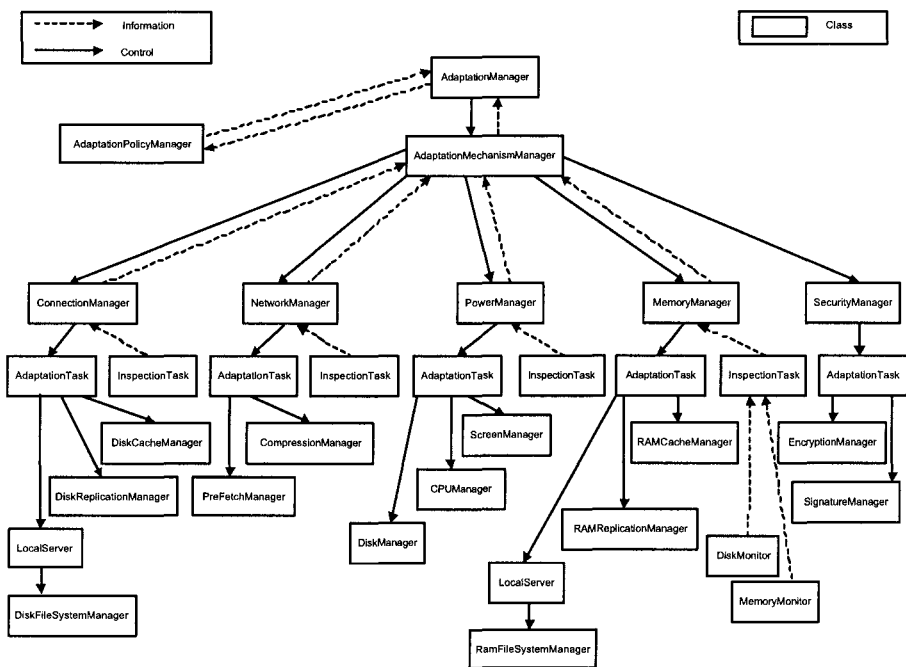 Information
Class
Control
AdaptationManager
AdaptationPolicyManager
AdaptationMechanismManager
ConnectionManager
NetworkManager
PowerManager
MemoryManager
SecurityManager
AdaptationTask
InspectionTask
AdaptationTask
InspectionTask
AdaptationTask
InspectionTask
AdaptationTask
InspectionTask
AdaptationTask
DiskCacheManager
CompressionManager
ScreenManager
RAMCacheManager
EncryptionManager
DiskReplicationManager
PreFetchManager
CPUManager
SignatureManager
RAMReplicationManager
DiskManager
DiskMonitor
LocalServer
LocalServer
MemoryMonitor
DiskFileSystemManager
RamFileSystemManager